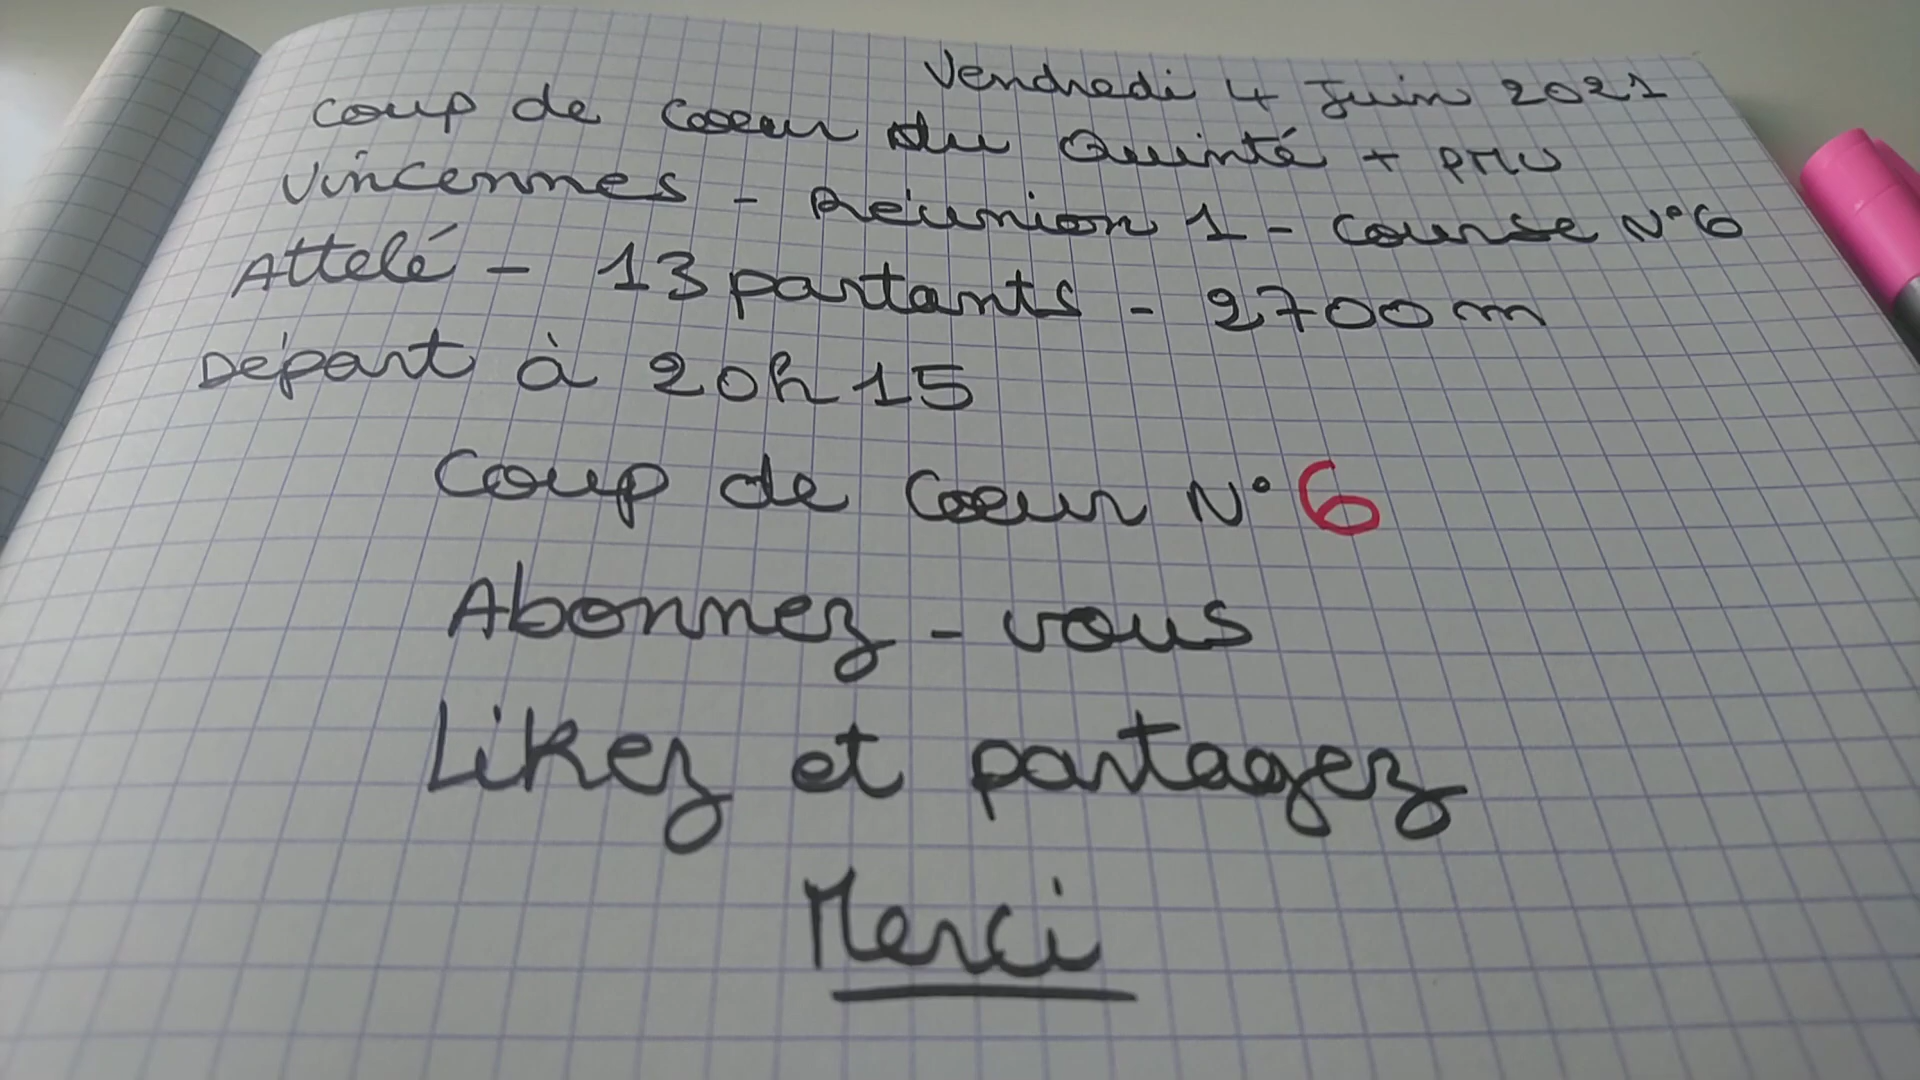 Vendredi 4 Juin 2021
Coup de Coeur du Quinté + PMU
Vincennes - Réunion 1 - Course N°6
Attelé - 13 partants - 2700m
Départ à 20h15
Coup de Coeur N°6
Abonnez-vous
Likez et partagez
Merci